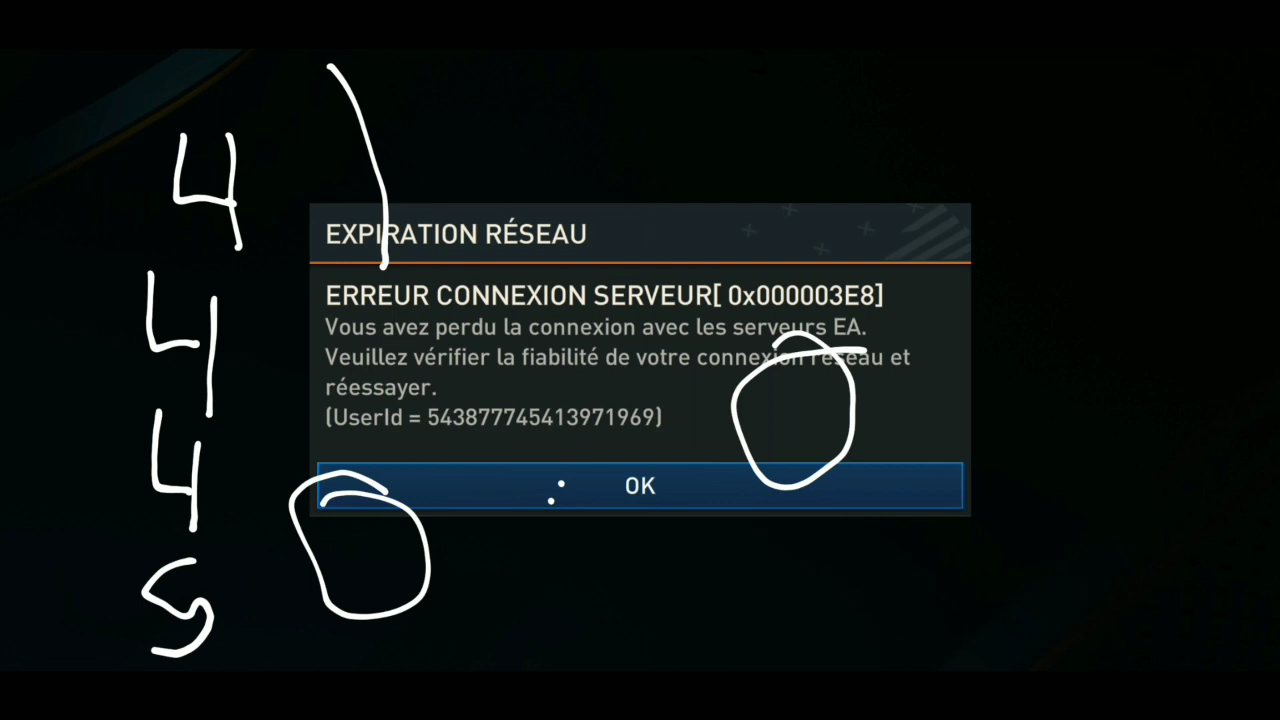 4
EXPIRATION RÉSEAU
ERREUR CONNEXION SERVEUR[ 0x000003E8]
Vous avez perdu la connexion avec les serveurs EA.
4
Veuillez vérifier la fiabilité de votre connexion réseau et
réessayer.
(UserId = 543877745413971969)
4
OK
5